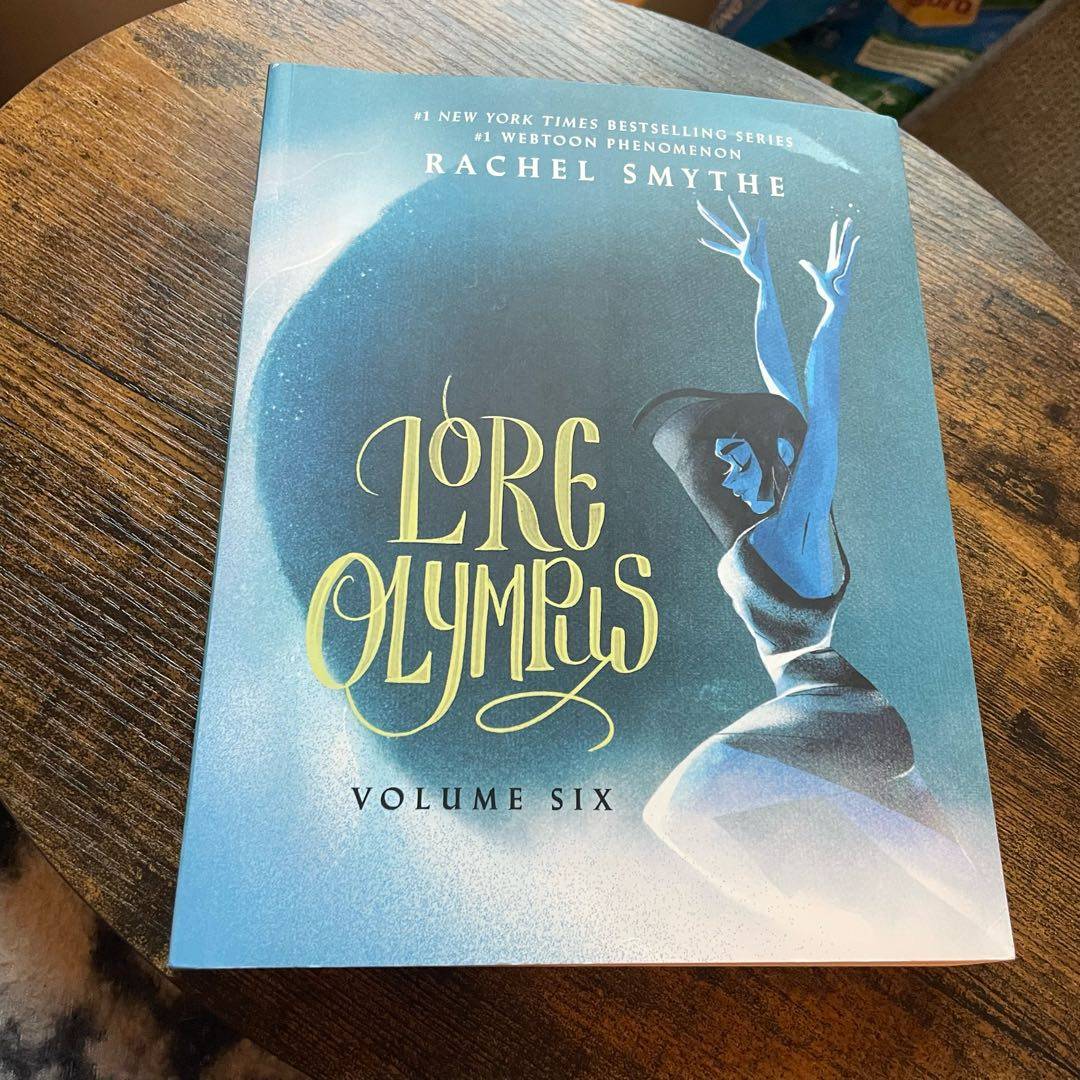 #1 NEW YORK TIMES BESTSELLING SERIES
#1 WEBTOON PHENOMENON
RACHEL SMYTHE
LORE
OLYMPUS
VOLUME SIX